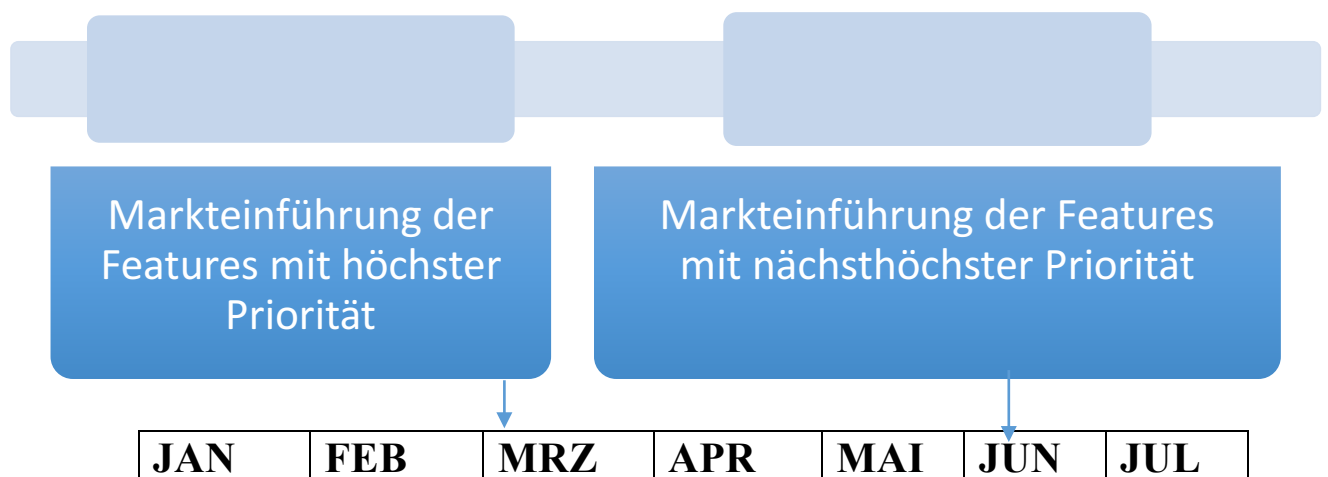 Markteinführung der
Features mit höchster
Priorität
Markteinführung der Features
mit nächsthöchster Priorität
JAN FEB MRZ APR MAI JUN JUL